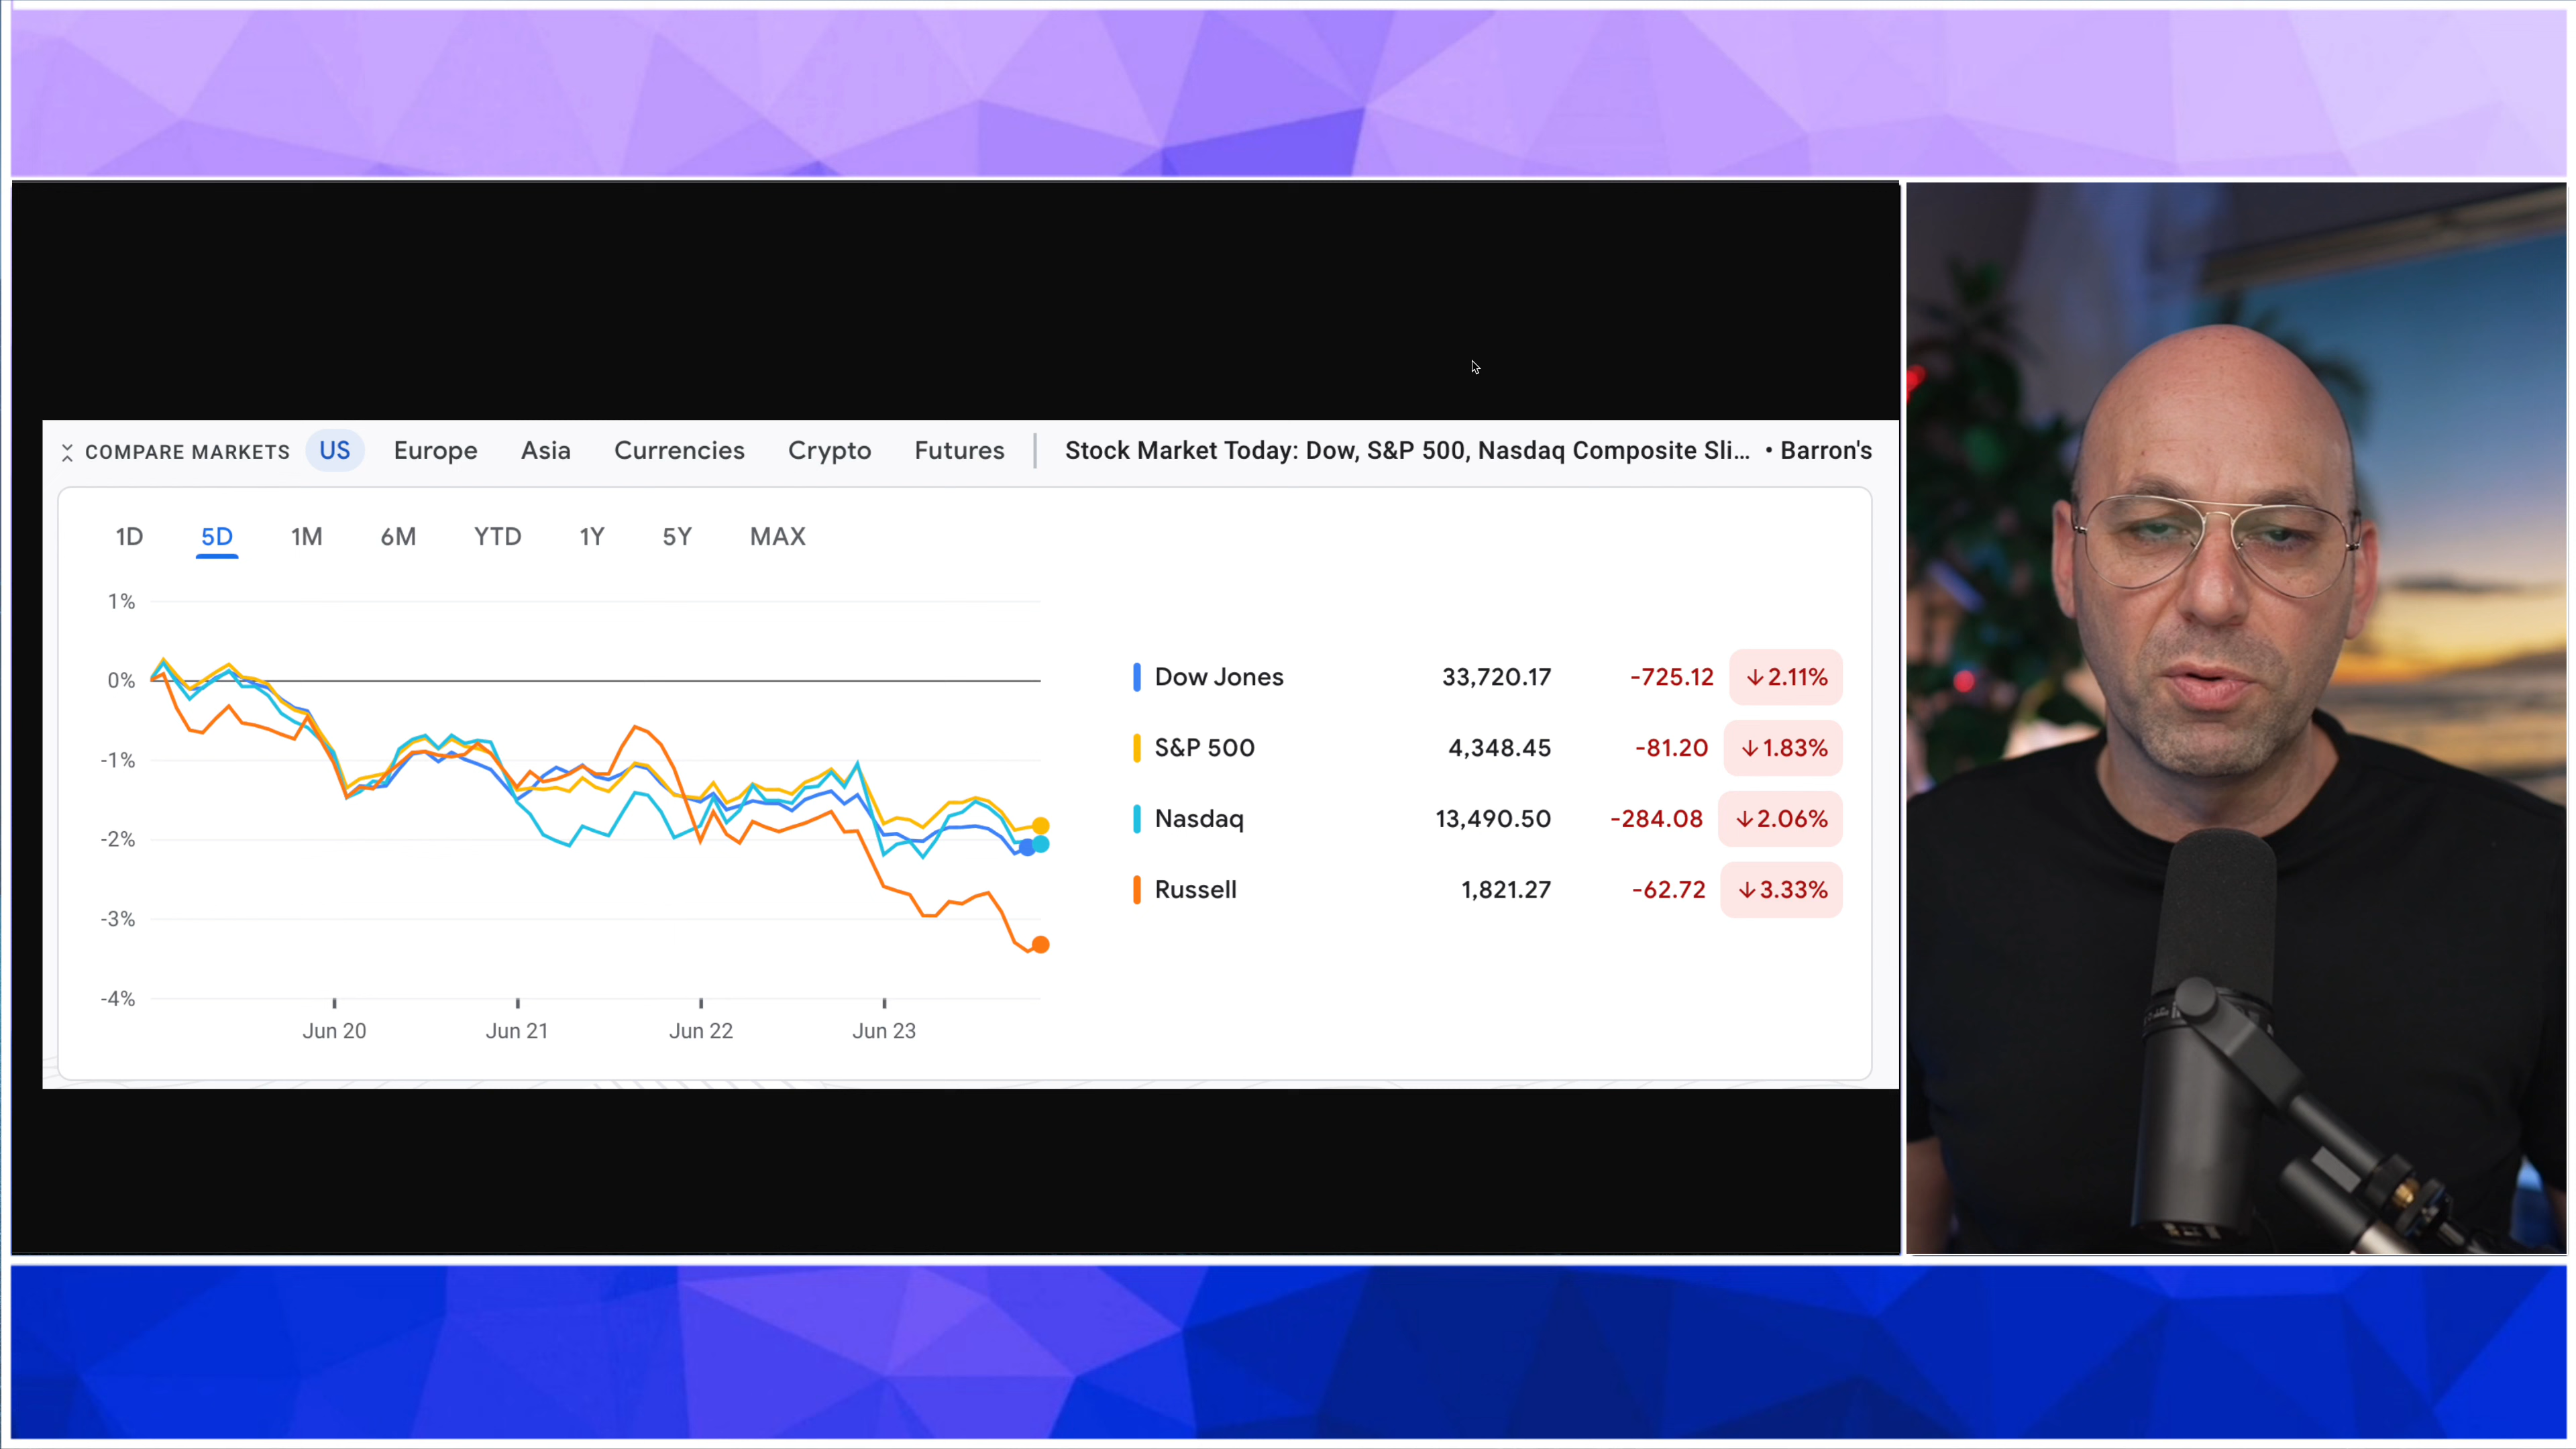 COMPARE MARKETS US Europe Asia Currencies Crypto Futures Stock Market Today: Dow, S&P 500, Nasdaq Composite Sli... • Barron's
1D 5D 1M 6M YTD 1Y 5Y MAX
1%
0%
-1%
-2%
-3%
-4%
Jun 20 Jun 21 Jun 22 Jun 23
Dow Jones 33,720.17 -725.12 ↓2.11%
S&P 500 4,348.45 -81.20 ↓1.83%
Nasdaq 13,490.50 -284.08 ↓2.06%
Russell 1,821.27 -62.72 ↓3.33%